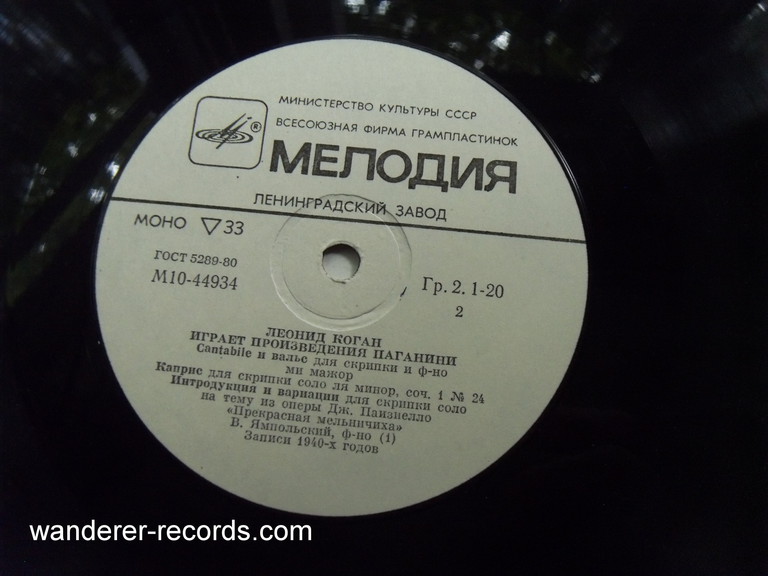 МИНИСТЕРСТВО КУЛЬТУРЫ СССР
ВСЕСОЮЗНАЯ ФИРМА ГРАМПЛАСТИНОК
®
МЕЛОДИЯ
ЛЕНИНГРАДСКИЙ ЗАВОД
МОНО ▽ 33
ГОСТ 5289-80
М10-44934
Гр. 2. 1-20
2
ЛЕОНИД КОГАН
ИГРАЕТ ПРОИЗВЕДЕНИЯ ПАГАНИНИ
Cantabile и вальс для скрипки и ф-но
ми мажор
Каприс для скрипки соло ля минор, соч. 1 № 24
Интродукция и вариации для скрипки соло
на тему из оперы Дж. Паизиелло
«Прекрасная мельничиха»
В. Ямпольский, ф-но (1)
Записи 1940-х годов
wanderer-records.com